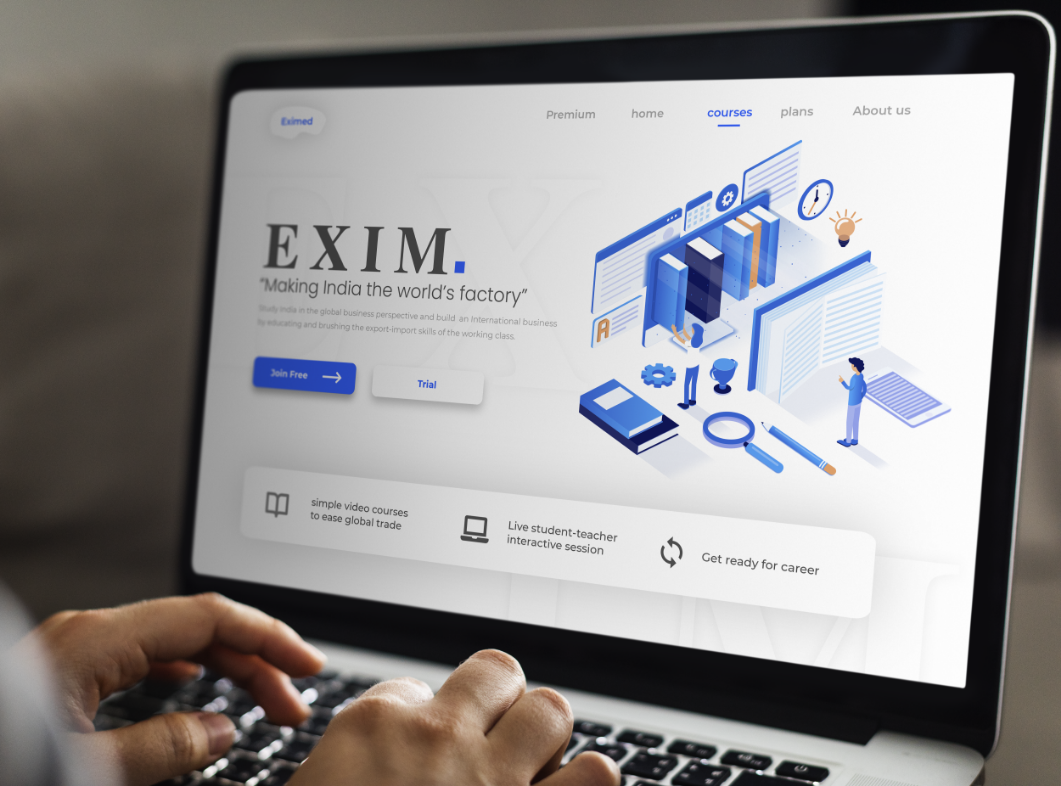 Eximed
Premium home courses plans About us
EXIM.
“Making India the world’s factory”
Study India in the global business perspective and build an International business
by educating and brushing the export-import skills of the working class.
Join Free
Trial
A
simple video courses
to ease global trade
Live student-teacher
interactive session
Get ready for career